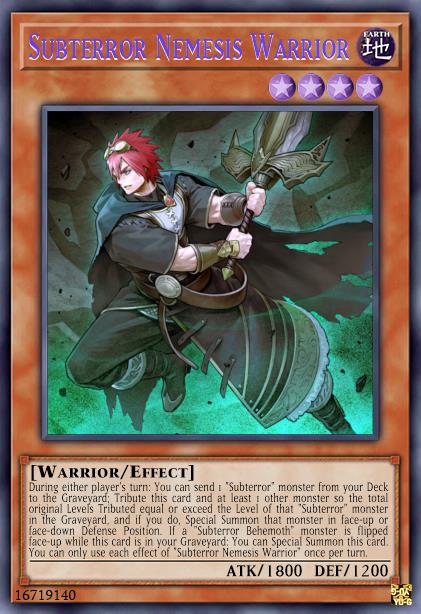 SUBTERROR NEMESIS WARRIOR
EARTH
地
[WARRIOR/EFFECT]
During either player's turn: You can send 1 "Subterror" monster from your Deck
to the Graveyard; Tribute this card and at least 1 other monster so the total
original Levels Tributed equal or exceed the Level of that "Subterror" monster
in the Graveyard, and if you do, Special Summon that monster in face-up or
face-down Defense Position. If a "Subterror Behemoth" monster is flipped
face-up while this card is in your Graveyard: You can Special Summon this card.
You can only use each effect of "Subterror Nemesis Warrior" once per turn.
ATK/1800 DEF/1200
16719140